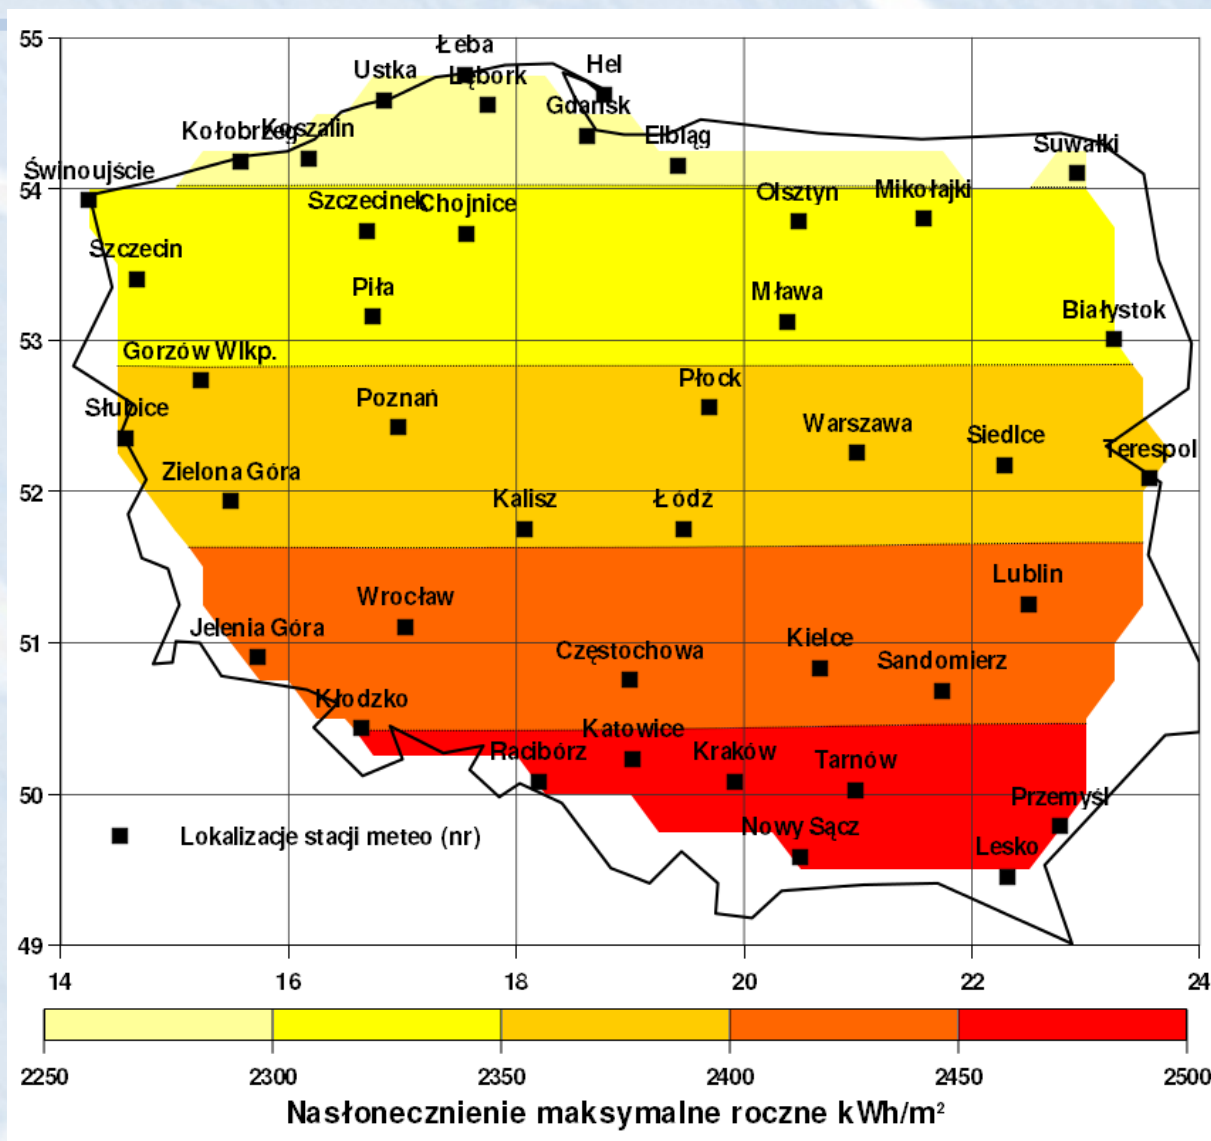 55
Łeba
Ustka
Lębork
Hel
Gdańsk
Kołobrzeg
Koszalin
Elbląg
Suwałki
Świnoujście
54
Szczecinek
Chojnice
Olsztyn
Mikołajki
Szczecin
Piła
Mława
Białystok
53
Gorzów Wlkp.
Słubice
Poznań
Płock
Warszawa
Siedlce
Terespol
Zielona Góra
52
Kalisz
Łódź
Lublin
Wrocław
Jelenia Góra
51
Częstochowa
Kielce
Sandomierz
Kłodzko
Katowice
Racibórz
Kraków
Tarnów
50
Przemyśl
Nowy Sącz
Lesko
Lokalizacje stacji meteo (nr)
49
14 16 18 20 22 24
2250 2300 2350 2400 2450 2500
Nasłonecznienie maksymalne roczne kWh/m²